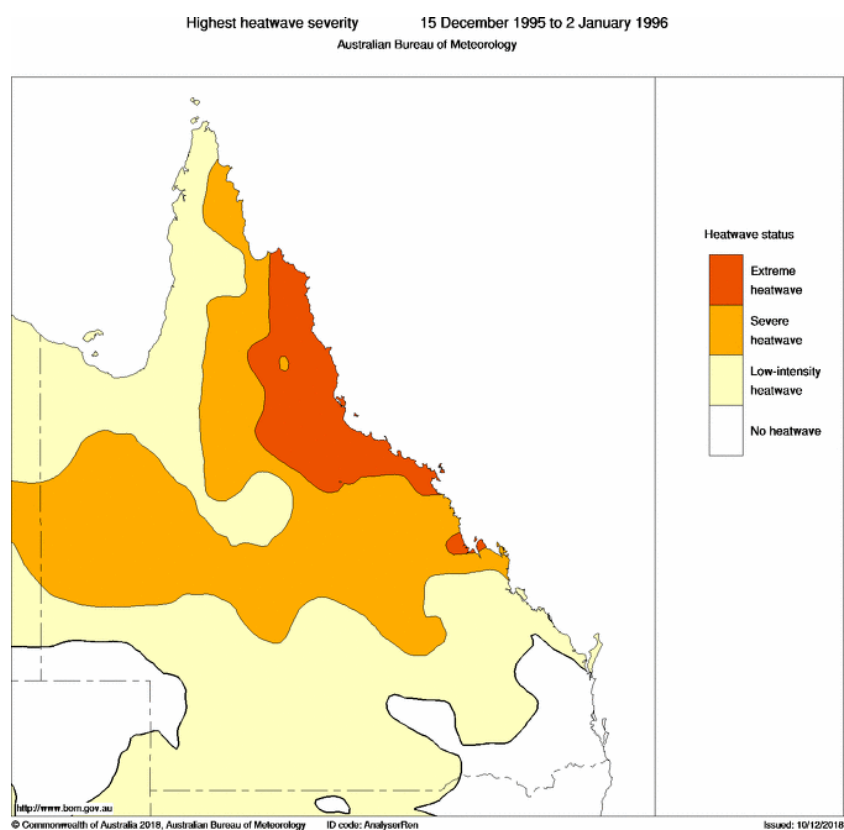 Highest heatwave severity 15 December 1995 to 2 January 1996
Australian Bureau of Meteorology
Heatwave status
Extreme
heatwave
Severe
heatwave
Low-intensity
heatwave
No heatwave
http://www.bom.gov.au
© Commonwealth of Australia 2018, Australian Bureau of Meteorology ID code: AnalyserRen Issued: 10/12/2018